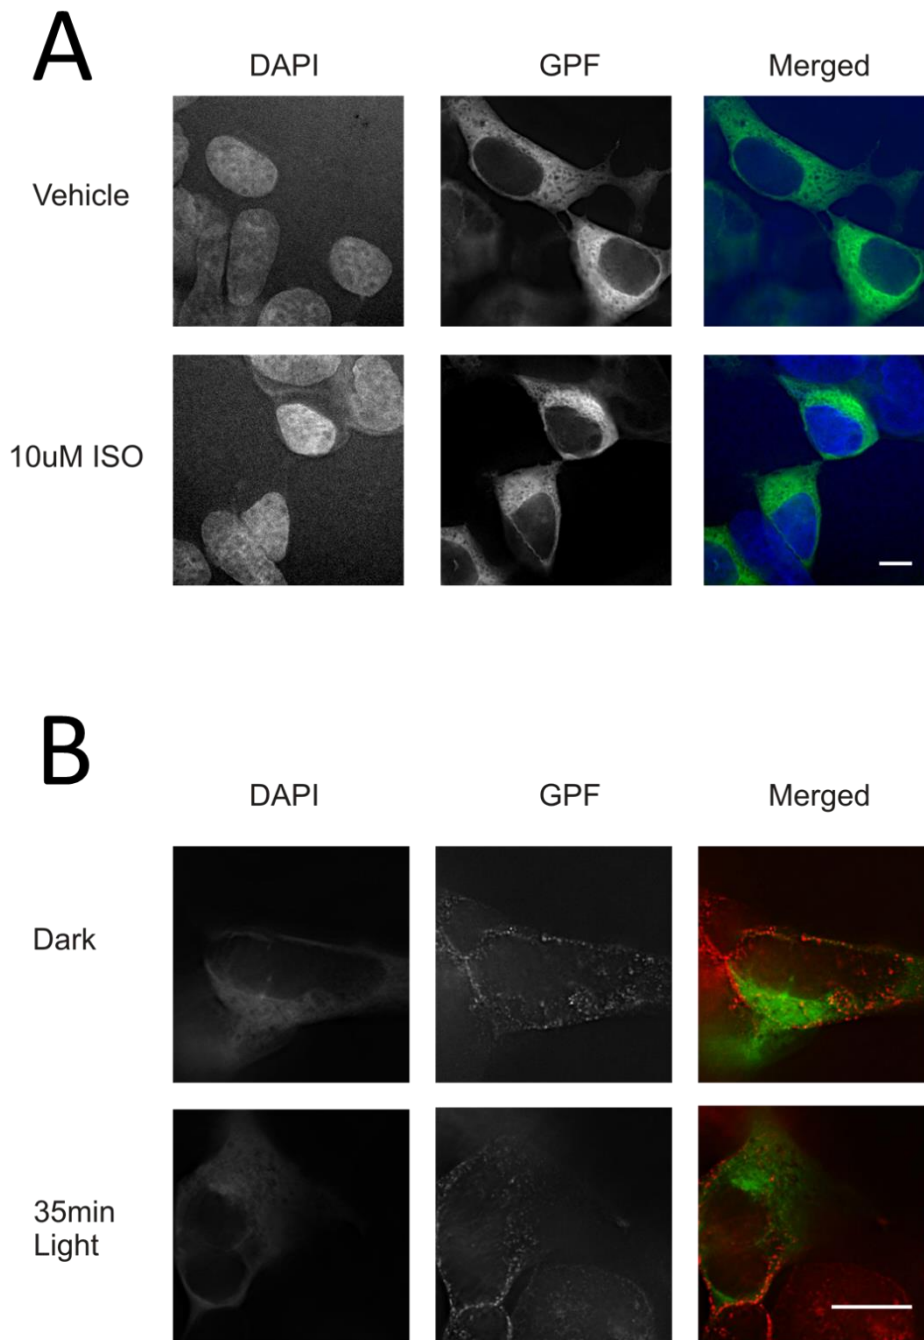 A
DAPI GPF Merged
Vehicle
10uM ISO
B
DAPI GPF Merged
Dark
35min
Light